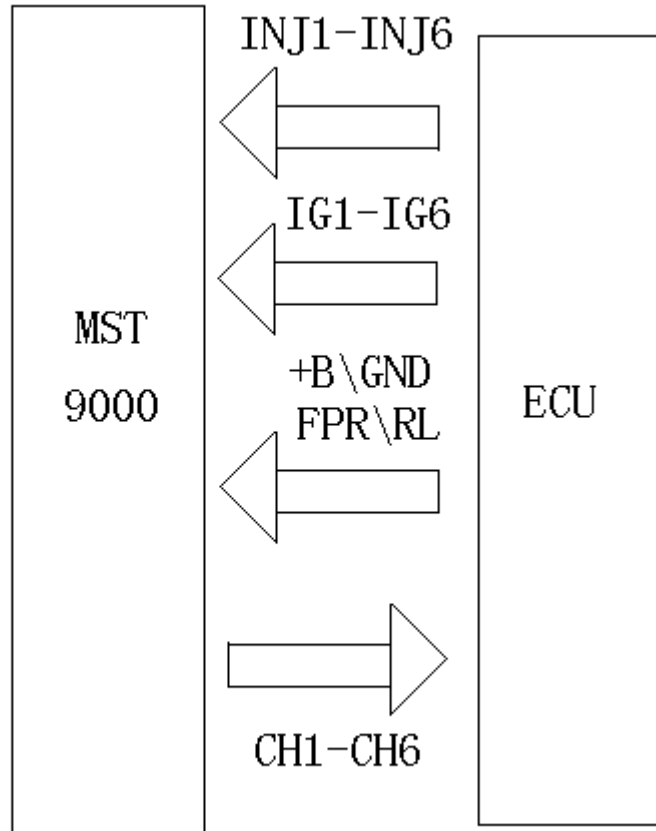 INJ1-INJ6
IG1-IG6
MST
9000
+B\GND
FPR\RL
ECU
CH1-CH6